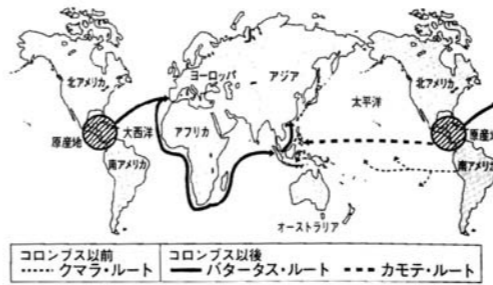 北アメリカ
ヨーロッパ
アジア
北アメリカ
太平洋
原産地
大西洋
アフリカ
原産地
南アメリカ
南アメリカ
オーストラリア
コロンブス以前
コロンブス以後
クマラ・ルート
バタータス・ルート
カモテ・ルート